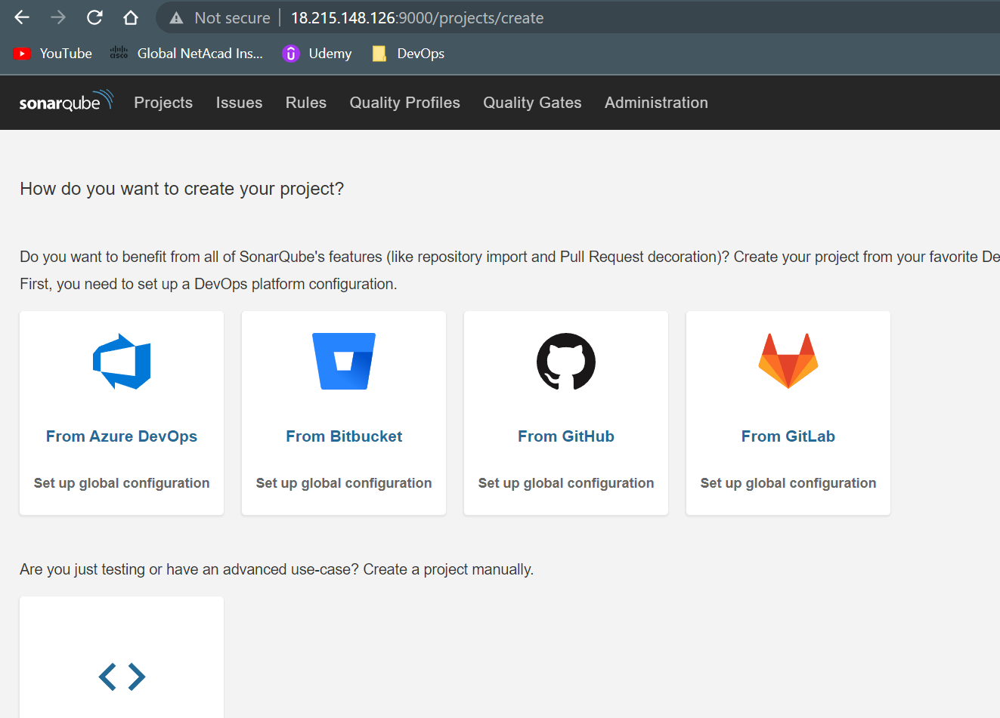 Not secure 18.215.148.126:9000/projects/create
YouTube CISCO Global NetAcad Ins... Udemy DevOps
sonarqube Projects Issues Rules Quality Profiles Quality Gates Administration
How do you want to create your project?
Do you want to benefit from all of SonarQube's features (like repository import and Pull Request decoration)? Create your project from your favorite De
First, you need to set up a DevOps platform configuration.
From Azure DevOps From Bitbucket From GitHub From GitLab
Set up global configuration Set up global configuration Set up global configuration Set up global configuration
Are you just testing or have an advanced use-case? Create a project manually.